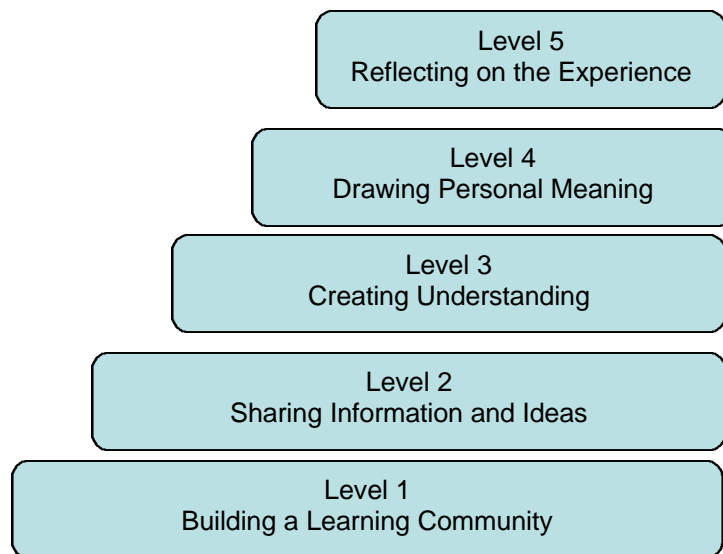 Level 5
Reflecting on the Experience
Level 4
Drawing Personal Meaning
Level 3
Creating Understanding
Level 2
Sharing Information and Ideas
Level 1
Building a Learning Community